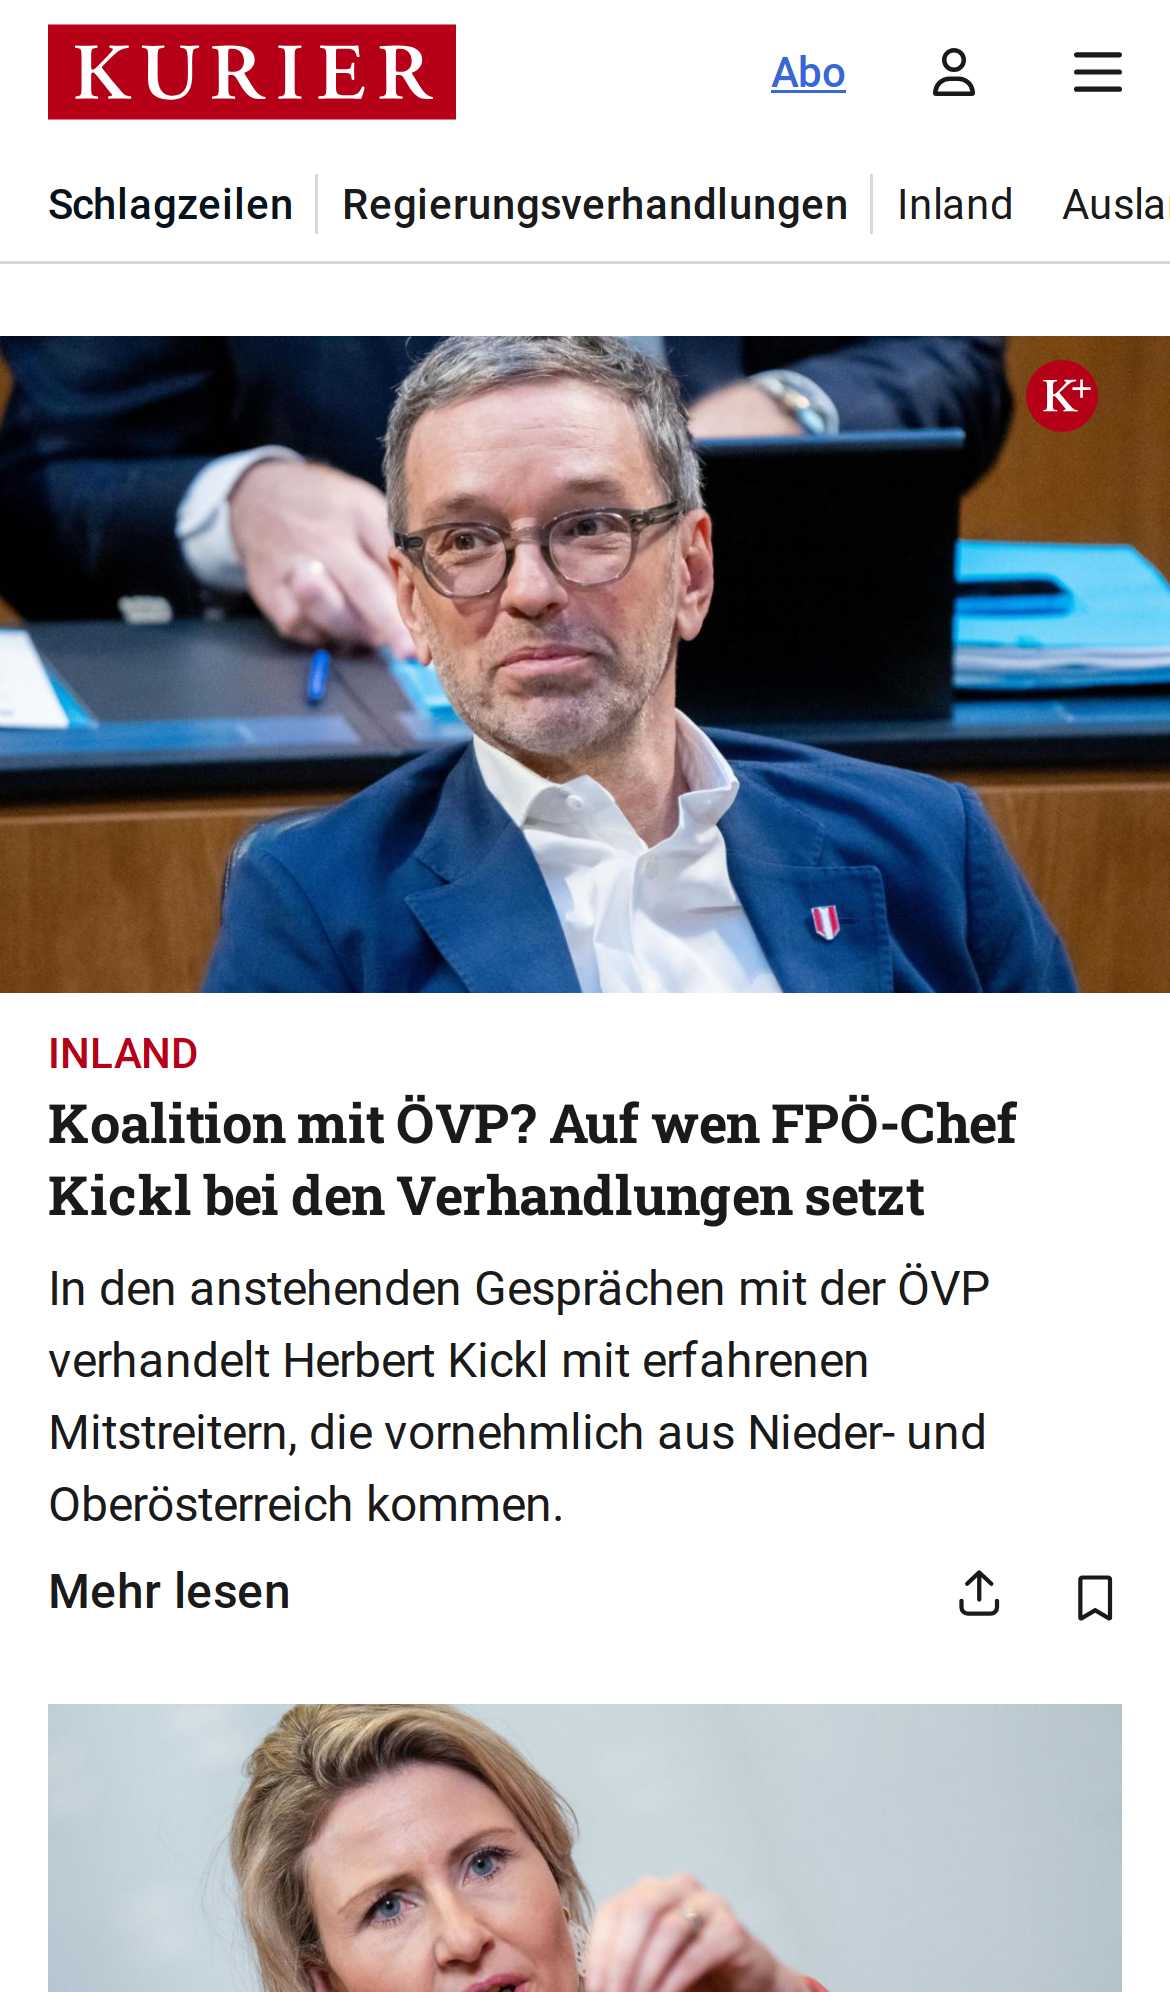 KURIER
Abo
Schlagzeilen
Regierungsverhandlungen
Inland
Ausla
K+
INLAND
Koalition mit ÖVP? Auf wen FPÖ-Chef
Kickl bei den Verhandlungen setzt
In den anstehenden Gesprächen mit der ÖVP
verhandelt Herbert Kickl mit erfahrenen
Mitstreitern, die vornehmlich aus Nieder- und
Oberösterreich kommen.
Mehr lesen